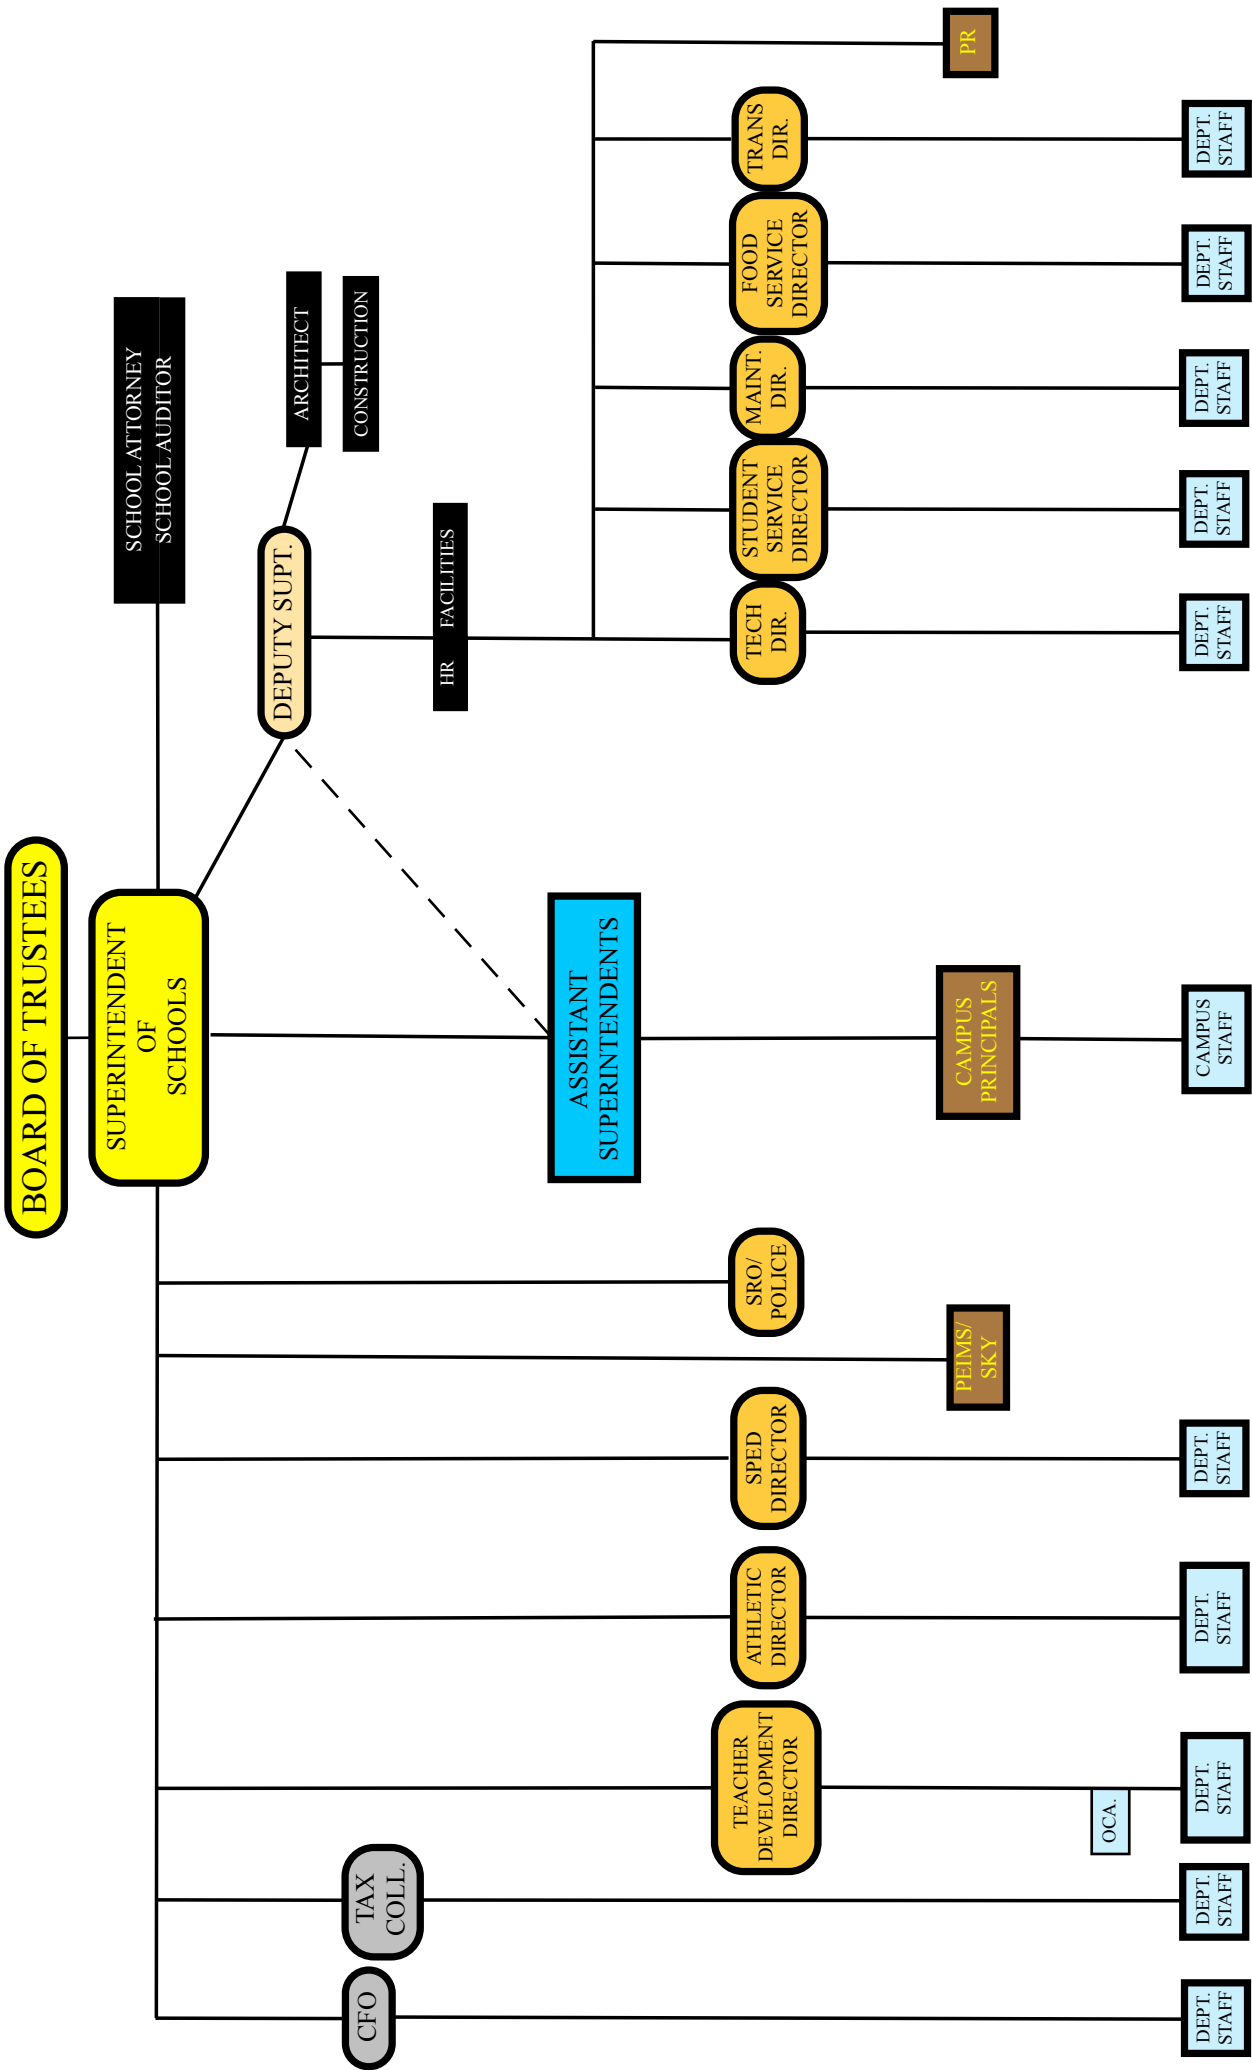 BOARD OF TRUSTEES
SUPERINTENDENT
OF
SCHOOLS
SCHOOL ATTORNEY
SCHOOL AUDITOR
DEPUTY SUPT.
ARCHITECT
CONSTRUCTION
HR FACILITIES
CFO
TAX
COLL.
ASSISTANT
SUPERINTENDENTS
TEACHER
DEVELOPMENT
DIRECTOR
ATHLETIC
DIRECTOR
SPED
DIRECTOR
SRO/
POLICE
TECH
DIR.
STUDENT
SERVICE
DIRECTOR
MAINT.
DIR.
FOOD
SERVICE
DIRECTOR
TRANS
DIR.
PEIMS/
SKY
CAMPUS
PRINCIPALS
PR
OCA.
DEPT.
STAFF
DEPT.
STAFF
DEPT.
STAFF
DEPT.
STAFF
DEPT.
STAFF
CAMPUS
STAFF
DEPT.
STAFF
DEPT.
STAFF
DEPT.
STAFF
DEPT.
STAFF
DEPT.
STAFF